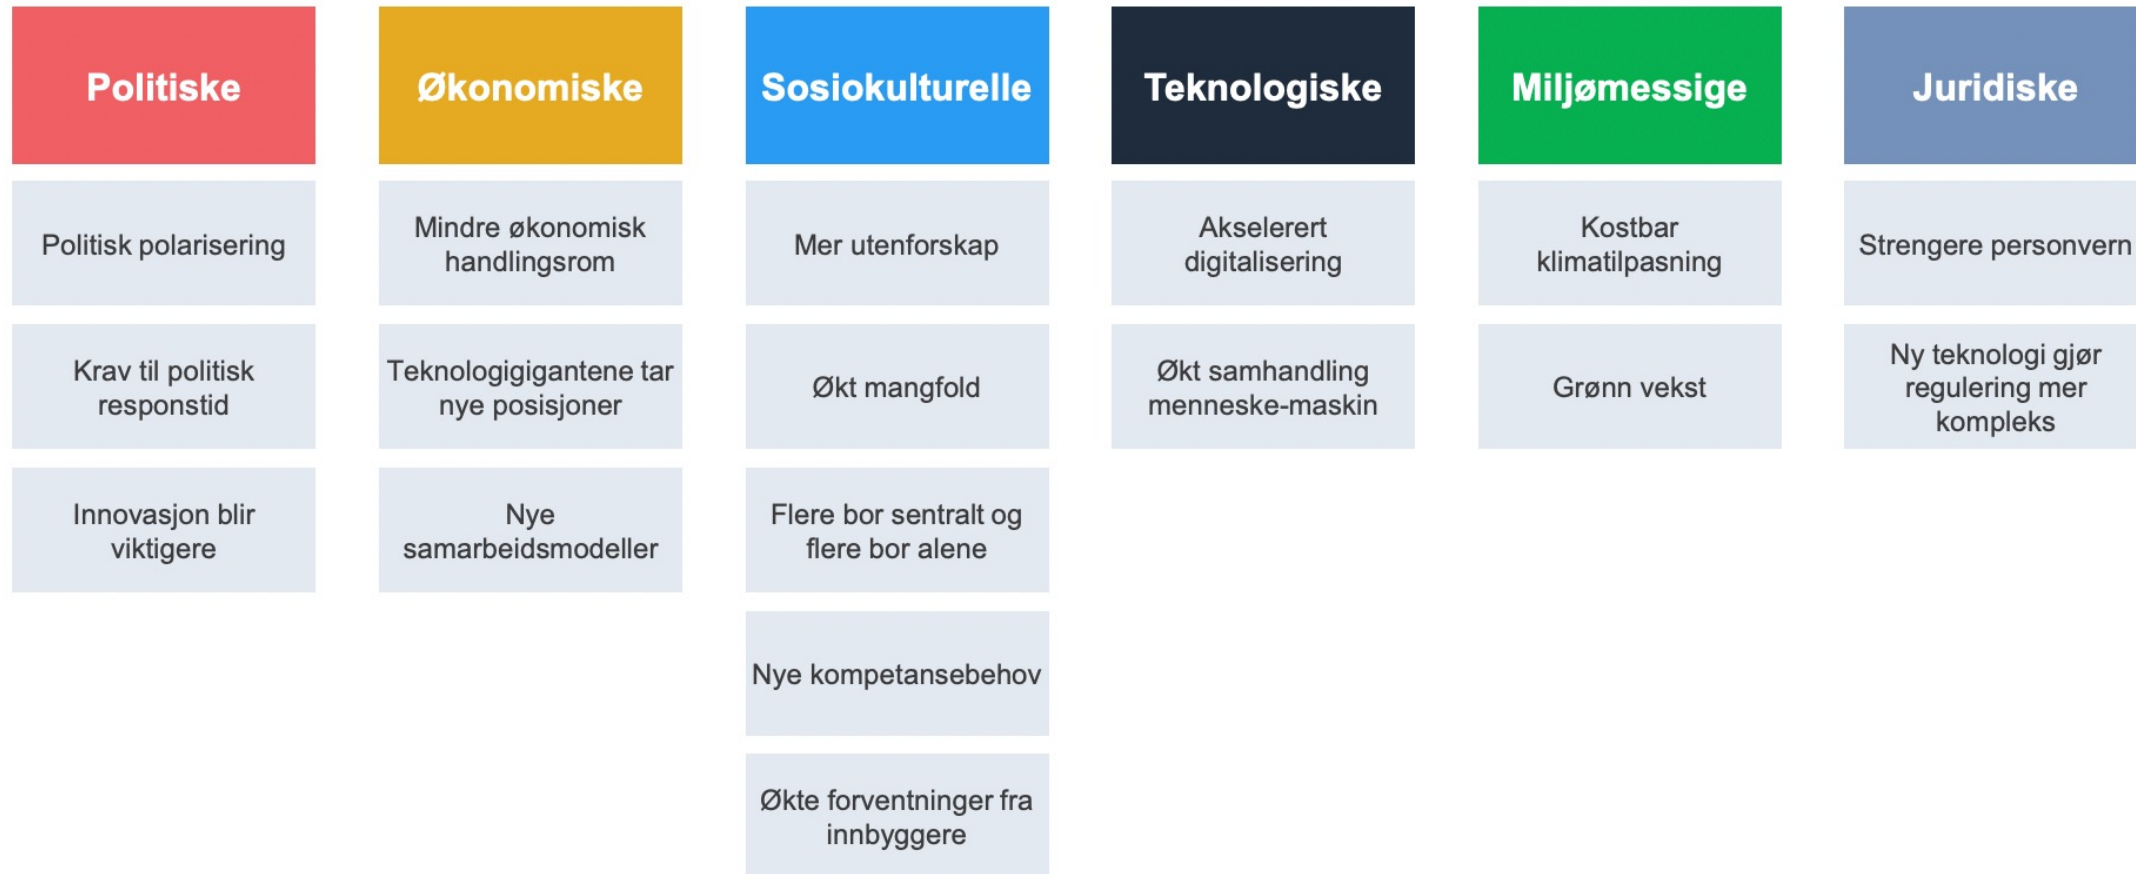 Politiske
Politisk polarisering
Krav til politisk
responstid
Innovasjon blir
viktigere
Økonomiske
Mindre økonomisk
handlingsrom
Teknologigigantene tar
nye posisjoner
Nye
samarbeidsmodeller
Sosiokulturelle
Mer utenforskap
Økt mangfold
Flere bor sentralt og
flere bor alene
Nye kompetansebehov
Økte forventninger fra
innbyggere
Teknologiske
Akselerert
digitalisering
Økt samhandling
menneske-maskin
Miljømessige
Kostbar
klimatilpasning
Grønn vekst
Juridiske
Strengere personvern
Ny teknologi gjør
regulering mer
kompleks